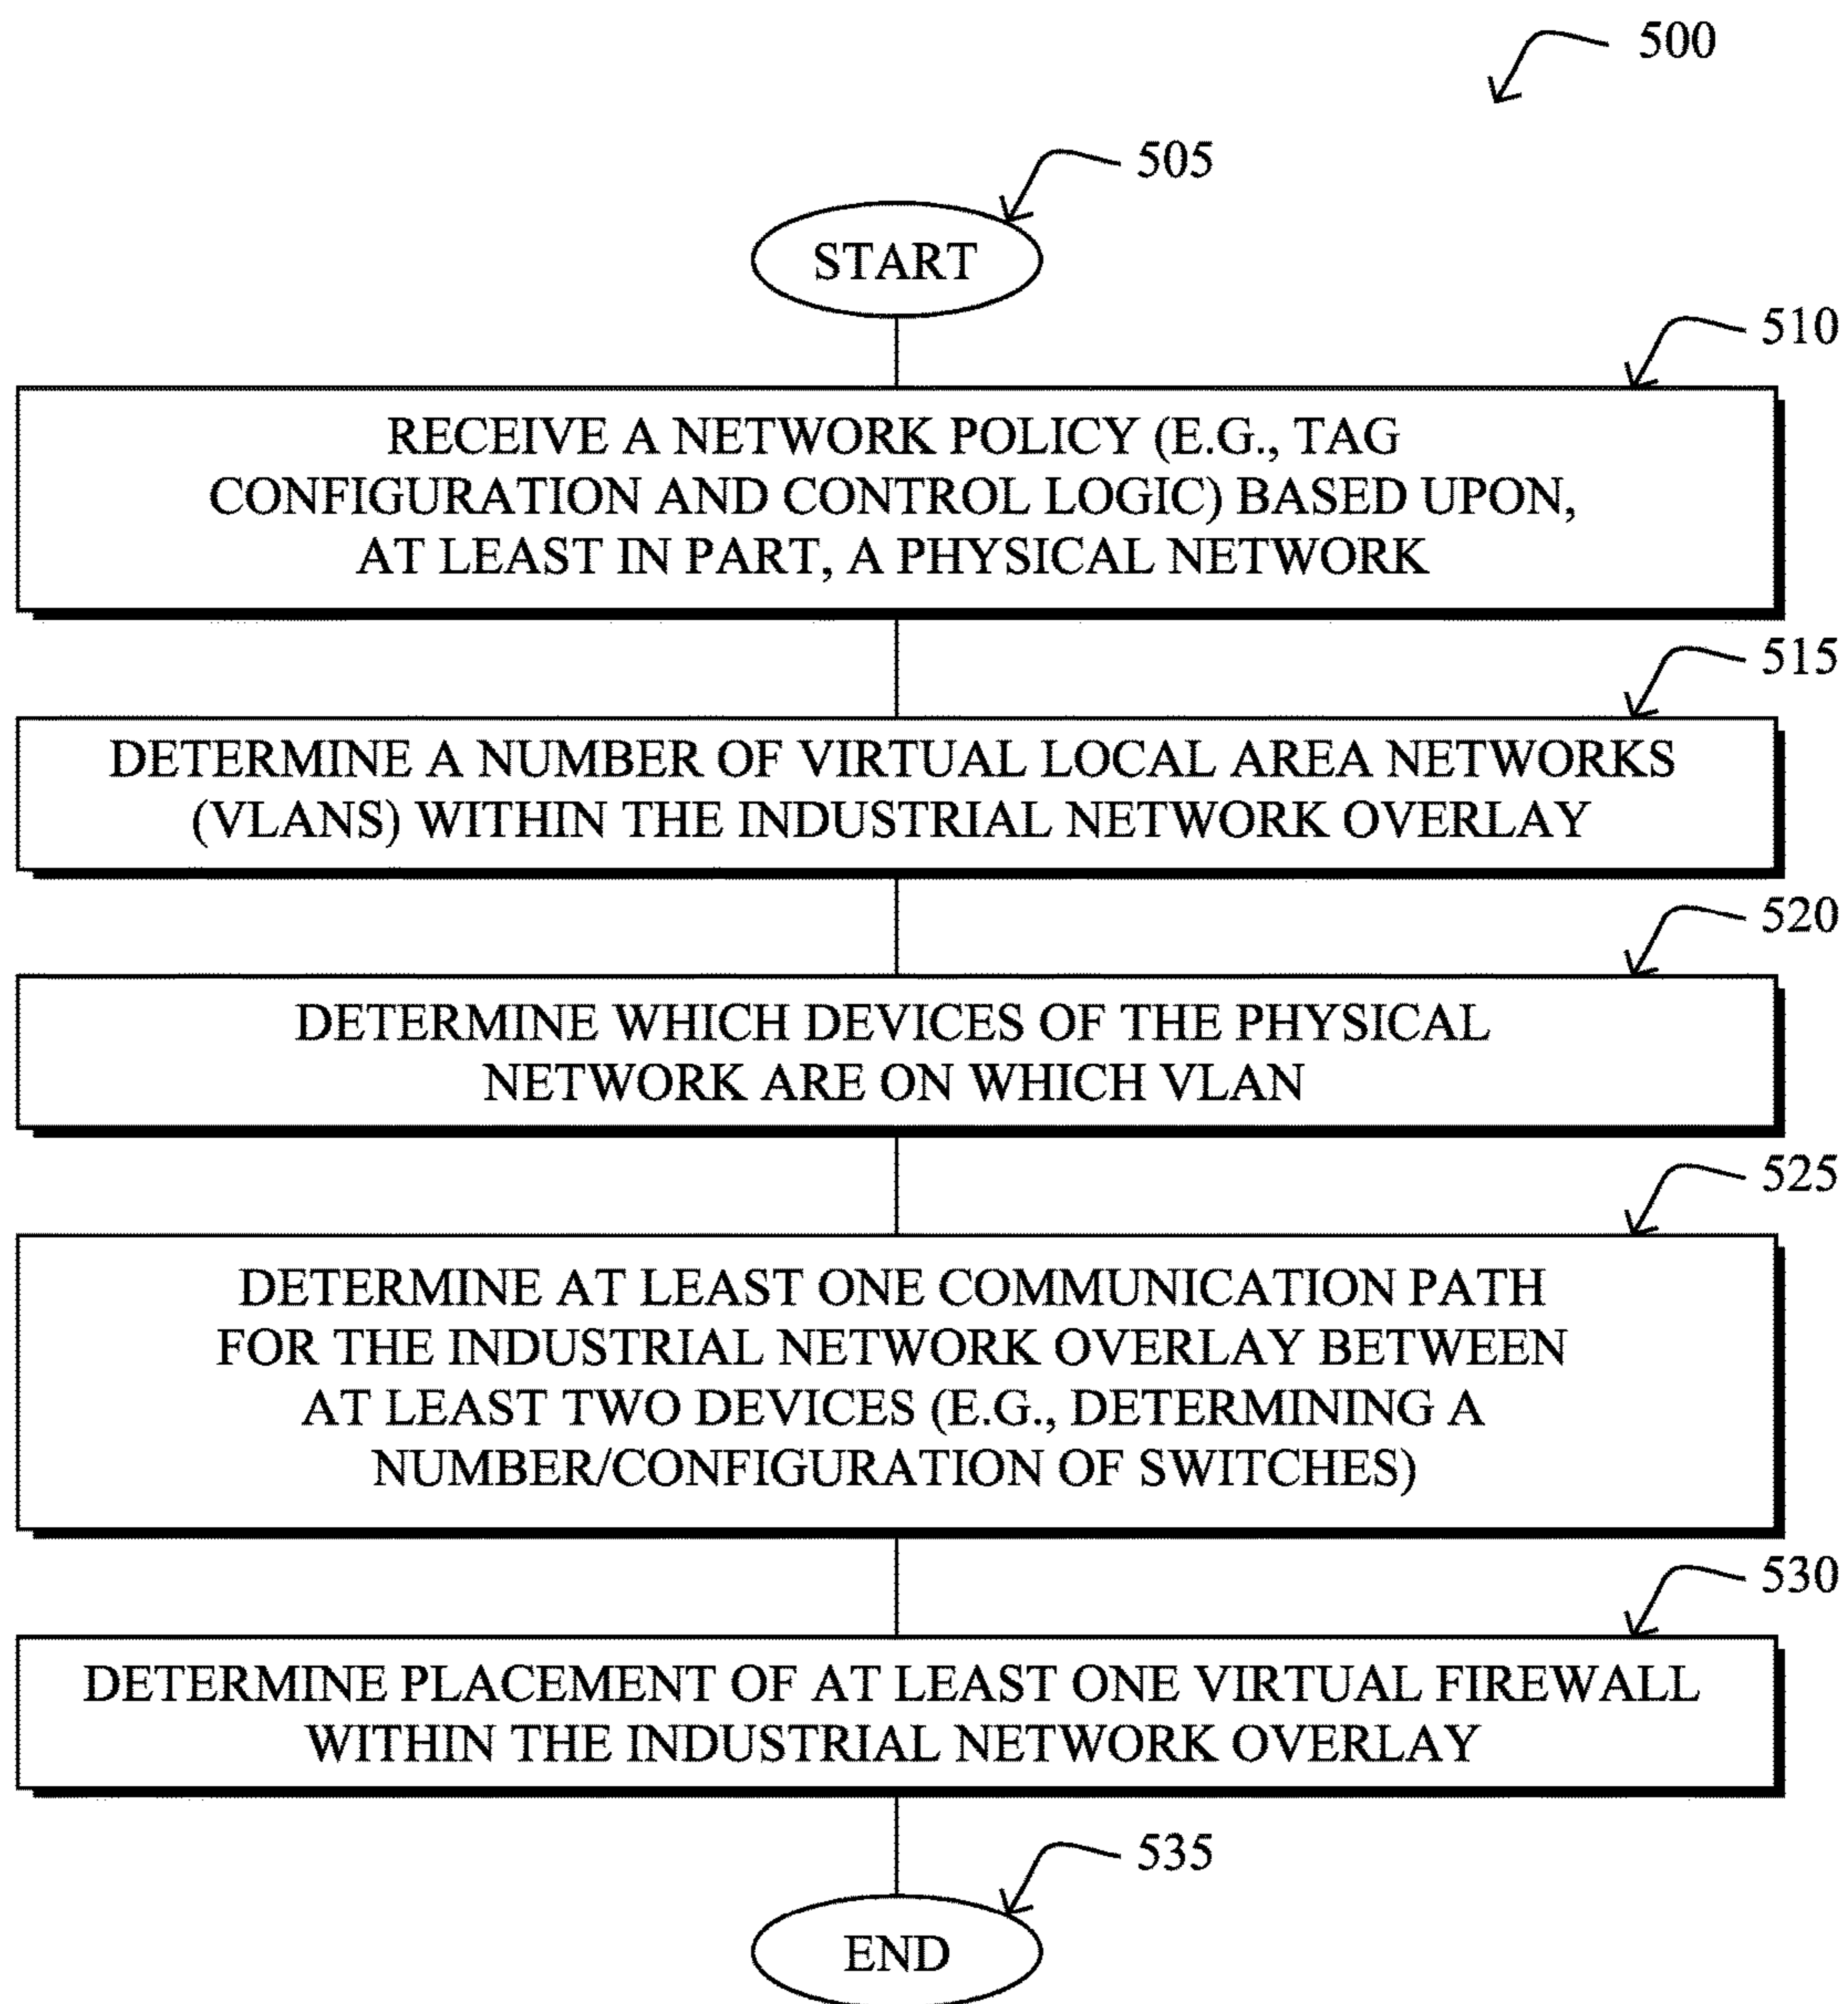 500
505
START
510
RECEIVE A NETWORK POLICY (E.G., TAG
CONFIGURATION AND CONTROL LOGIC) BASED UPON,
AT LEAST IN PART, A PHYSICAL NETWORK
515
DETERMINE A NUMBER OF VIRTUAL LOCAL AREA NETWORKS
(VLANS) WITHIN THE INDUSTRIAL NETWORK OVERLAY
520
DETERMINE WHICH DEVICES OF THE PHYSICAL
NETWORK ARE ON WHICH VLAN
525
DETERMINE AT LEAST ONE COMMUNICATION PATH
FOR THE INDUSTRIAL NETWORK OVERLAY BETWEEN
AT LEAST TWO DEVICES (E.G., DETERMINING A
NUMBER/CONFIGURATION OF SWITCHES)
530
DETERMINE PLACEMENT OF AT LEAST ONE VIRTUAL FIREWALL
WITHIN THE INDUSTRIAL NETWORK OVERLAY
535
END